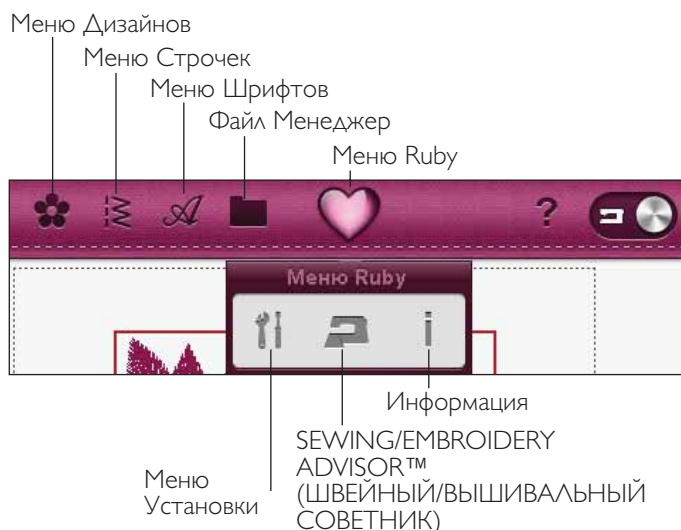 Меню Дизайнов
Меню Строчек
Меню Шрифтов
Файл Менеджер
Меню Ruby
?
Меню Ruby
Информация
SEWING/EMBROIDERY
ADVISOR™
(ШВЕЙНЫЙ/ВЫШИВАЛЬНЫЙ
СОВЕТНИК)
Меню
Установки